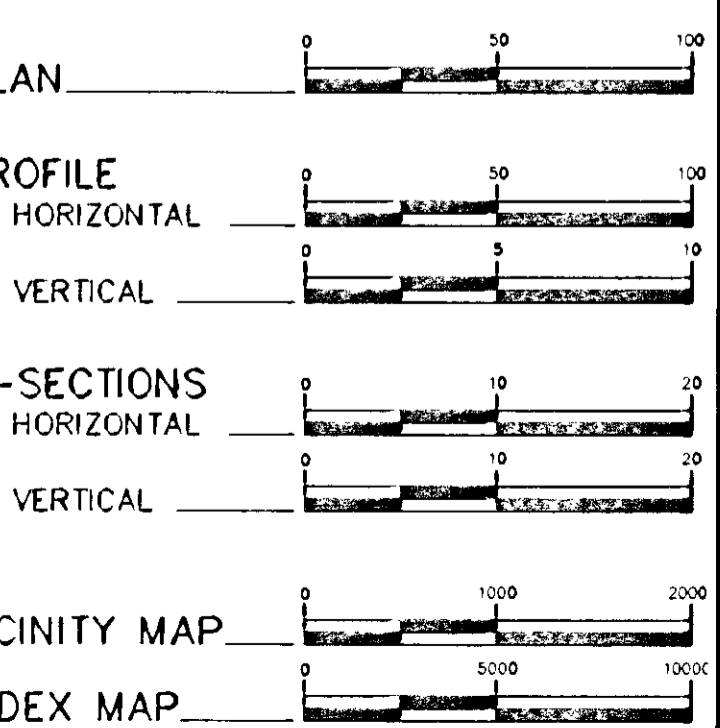 0 50 100
LAN
ROFILE
0 50 100
HORIZONTAL
0 5 10
VERTICAL
-SECTIONS
0 10 20
HORIZONTAL
0 10 20
VERTICAL
0 1000 2000
CINITY MAP
0 5000 10000
DEX MAP